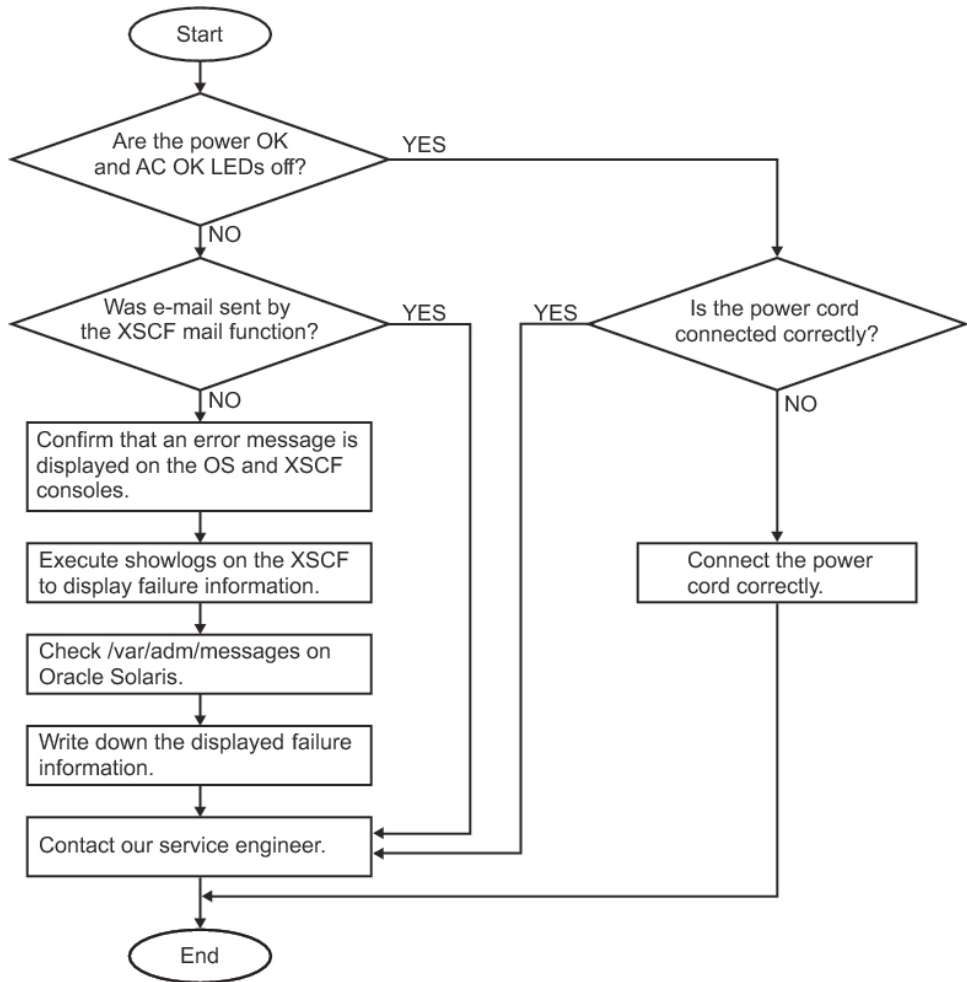 Start
Are the power OK
and AC OK LEDs off?
YES
NO
Was e-mail sent by
the XSCF mail function?
YES
YES
Is the power cord
connected correctly?
NO
NO
Confirm that an error message is
displayed on the OS and XSCF
consoles.
Execute showlogs on the XSCF
to display failure information.
Connect the power
cord correctly.
Check /var/adm/messages on
Oracle Solaris.
Write down the displayed failure
information.
Contact our service engineer.
End